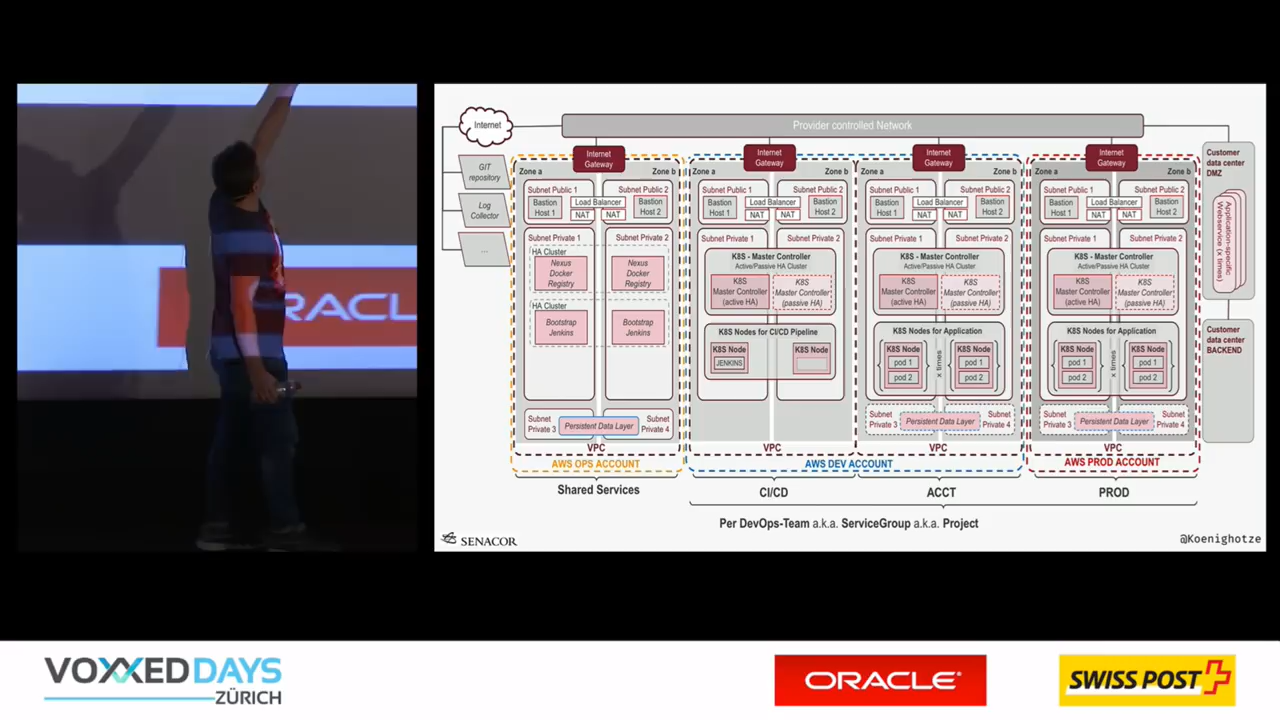 Internet
Provider controlled Network
GIT
repository
Log
Collector
...
Internet
Gateway
Internet
Gateway
Internet
Gateway
Internet
Gateway
Customer
data center
DMZ
Application-specific
Webservice (x times)
Customer
data center
BACKEND
Zone a
Zone b
Subnet Public 1
Subnet Public 2
Bastion
Host 1
Load Balancer
NAT
NAT
Bastion
Host 2
Subnet Private 1
Subnet Private 2
HA Cluster
Nexus
Docker
Registry
Nexus
Docker
Registry
HA Cluster
Bootstrap
Jenkins
Bootstrap
Jenkins
Subnet
Private 3
Persistent Data Layer
Subnet
Private 4
VPC
AWS OPS ACCOUNT
Shared Services
Zone a
Zone b
Subnet Public 1
Subnet Public 2
Bastion
Host 1
Load Balancer
NAT
NAT
Bastion
Host 2
Subnet Private 1
Subnet Private 2
K8S - Master Controller
Active/Passive HA Cluster
K8S
Master Controller
(active HA)
K8S
Master Controller
(passive HA)
K8S Nodes for CI/CD Pipeline
K8S Node
JENKINS
K8S Node
VPC
Zone a
Zone b
Subnet Public 1
Subnet Public 2
Bastion
Host 1
Load Balancer
NAT
NAT
Bastion
Host 2
Subnet Private 1
Subnet Private 2
K8S - Master Controller
Active/Passive HA Cluster
K8S
Master Controller
(active HA)
K8S
Master Controller
(passive HA)
K8S Nodes for Application
K8S Node
pod 1
pod 2
x times
K8S Node
pod 1
pod 2
Subnet
Private 3
Persistent Data Layer
Subnet
Private 4
VPC
AWS DEV ACCOUNT
CI/CD
ACCT
Zone a
Zone b
Subnet Public 1
Subnet Public 2
Bastion
Host 1
Load Balancer
NAT
NAT
Bastion
Host 2
Subnet Private 1
Subnet Private 2
K8S - Master Controller
Active/Passive HA Cluster
K8S
Master Controller
(active HA)
K8S
Master Controller
(passive HA)
K8S Nodes for Application
K8S Node
pod 1
pod 2
x times
K8S Node
pod 1
pod 2
Subnet
Private 3
Persistent Data Layer
Subnet
Private 4
VPC
AWS PROD ACCOUNT
PROD
Per DevOps-Team a.k.a. ServiceGroup a.k.a. Project
SENACOR
@Koenighotze
RACL
VOXXED DAYS
ZÜRICH
ORACLE
SWISS POST